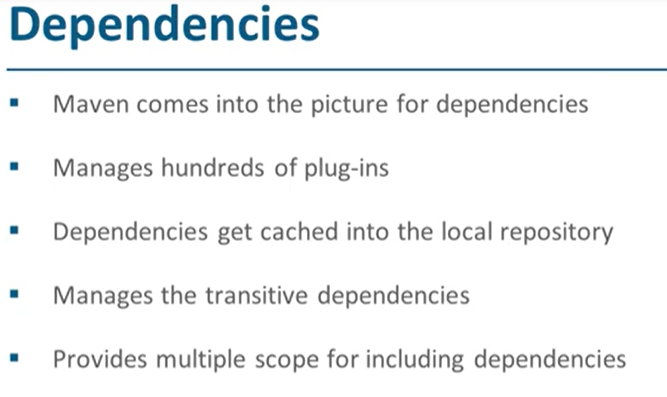 Dependencies
Maven comes into the picture for dependencies
Manages hundreds of plug-ins
Dependencies get cached into the local repository
Manages the transitive dependencies
Provides multiple scope for including dependencies